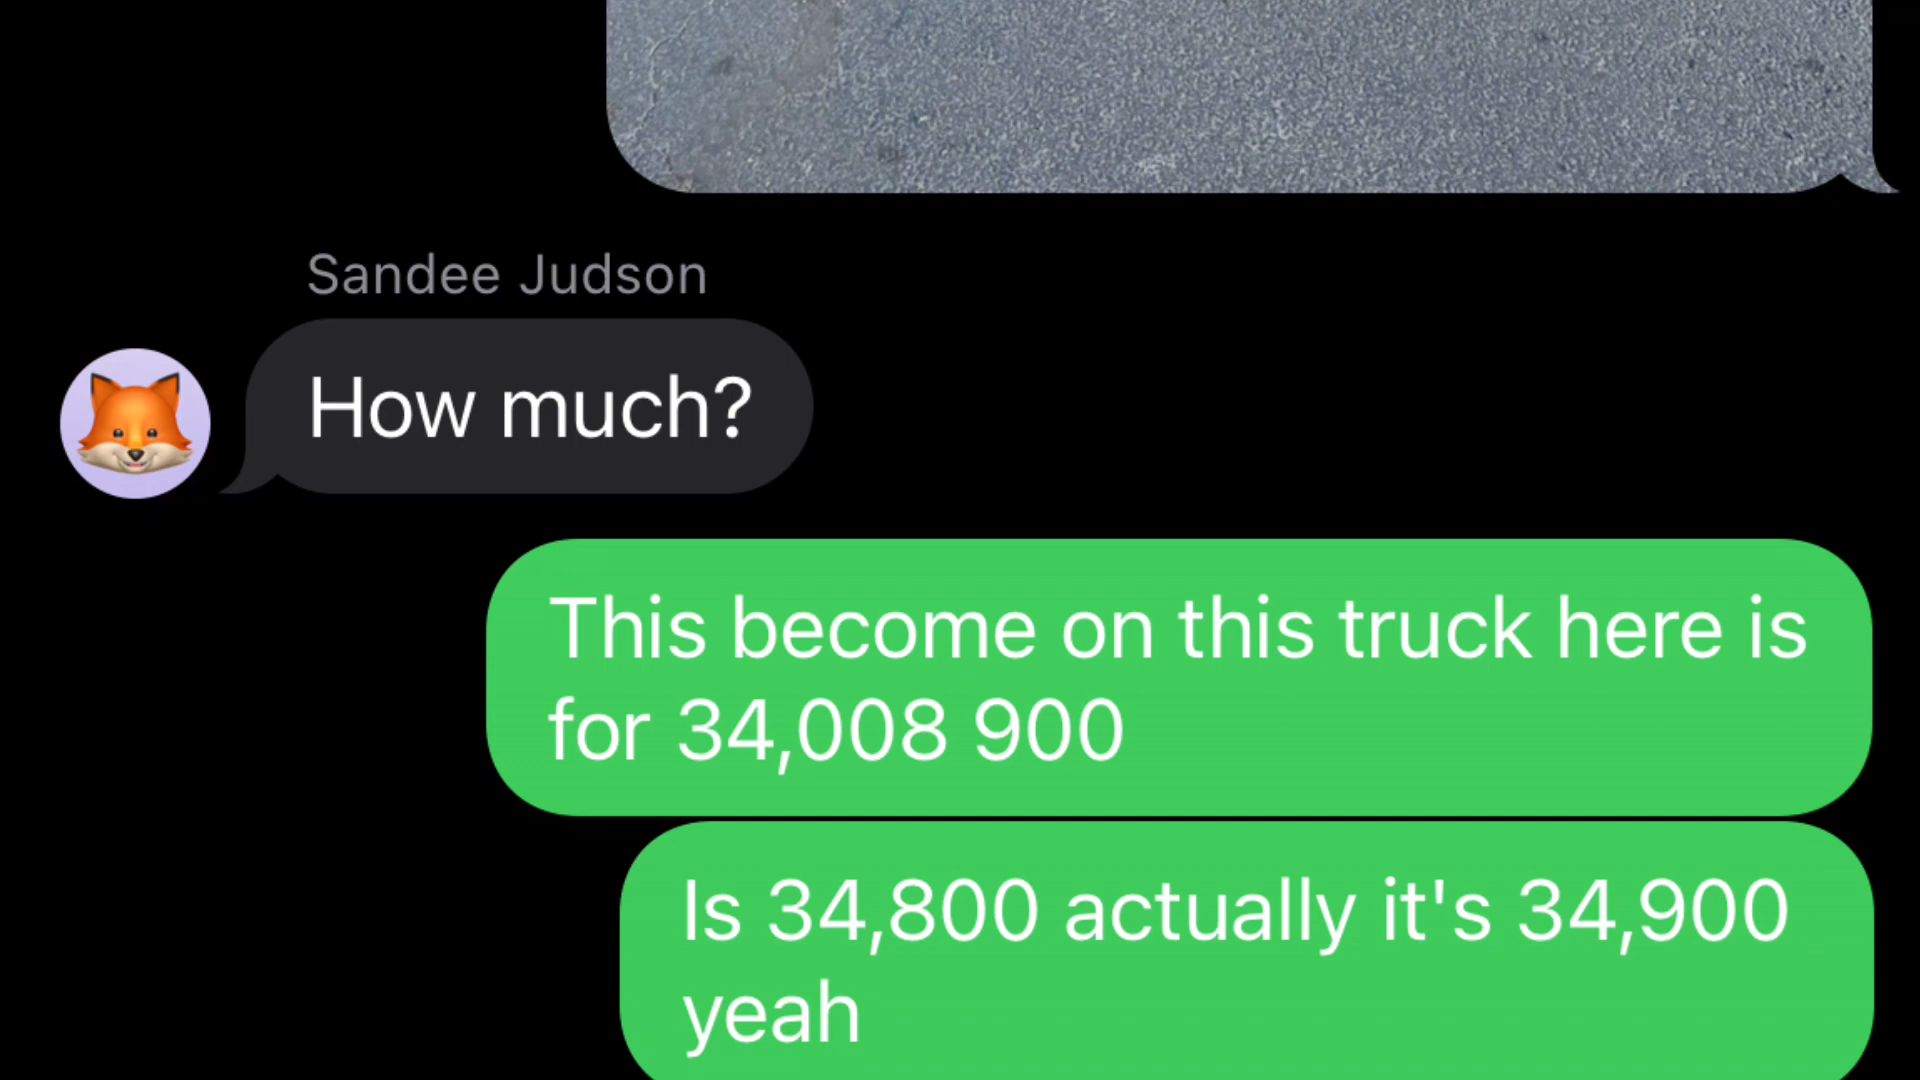 Sandee Judson
How much?
This become on this truck here is
for 34,008 900
Is 34,800 actually it's 34,900
yeah